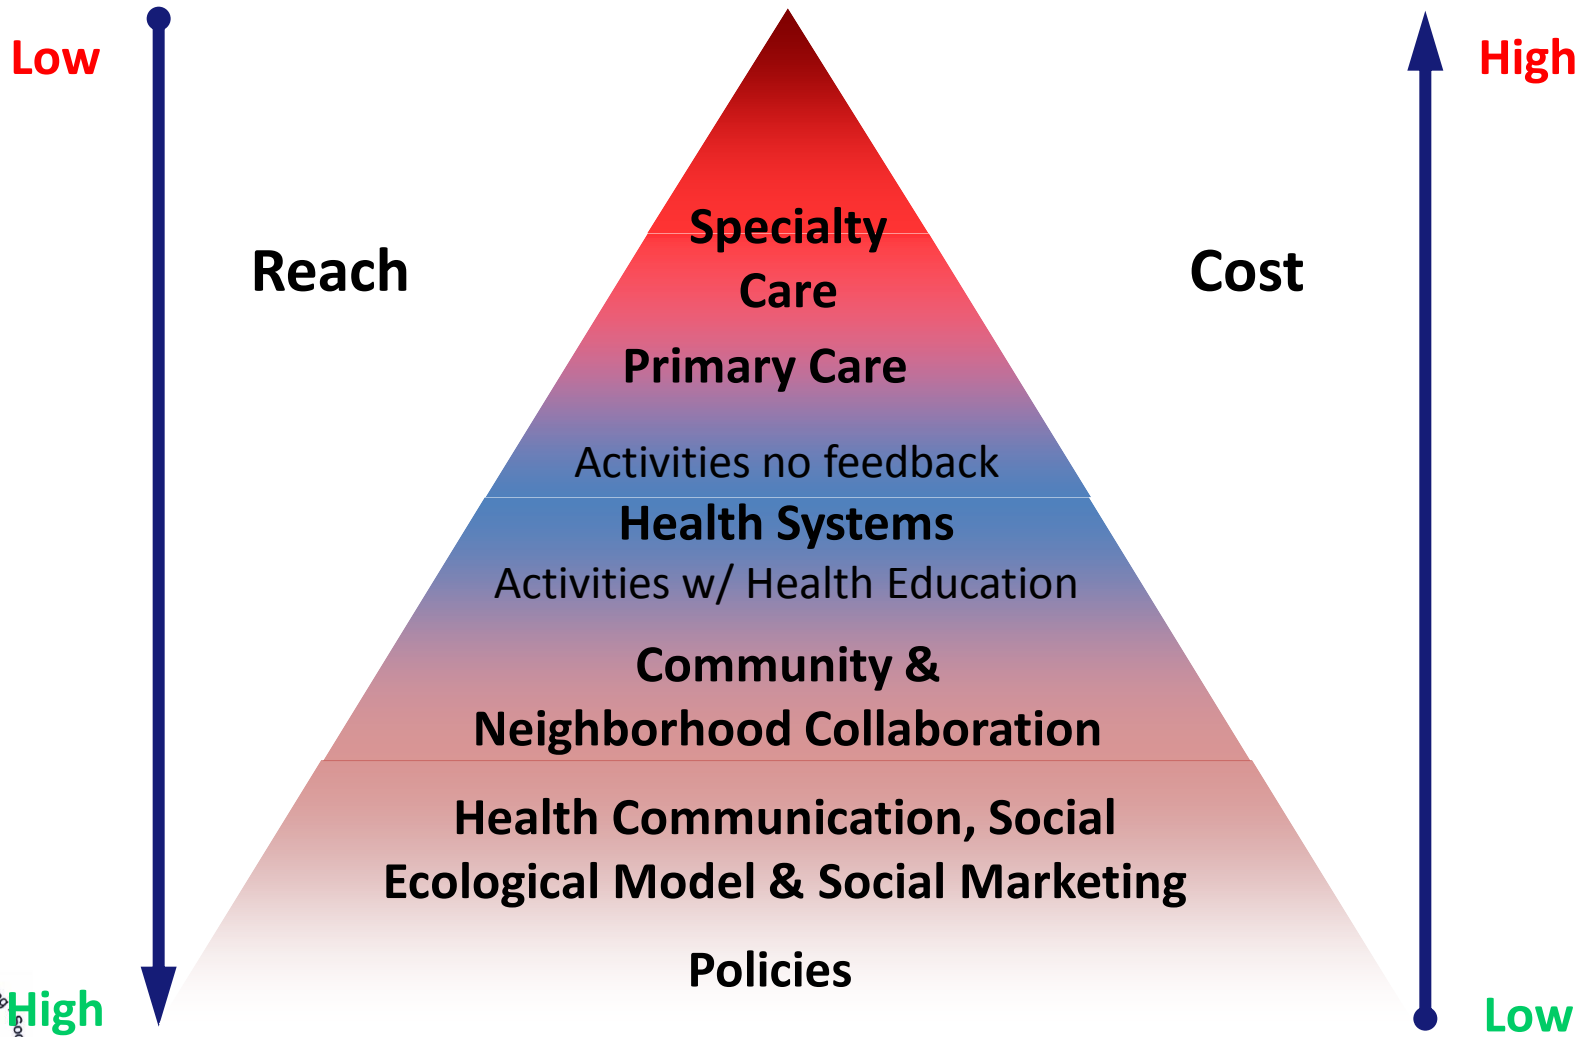 Low
High
Specialty
Care
Reach
Cost
Primary Care
Activities no feedback
Health Systems
Activities w/ Health Education
Community &
Neighborhood Collaboration
Health Communication, Social
Ecological Model & Social Marketing
Policies
High
Low